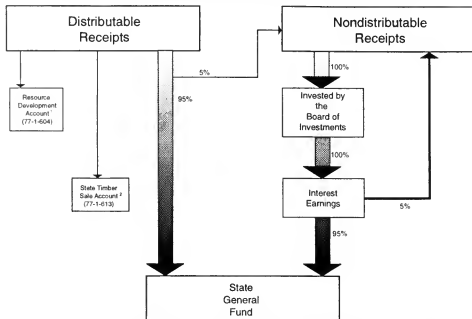 Distributable
Receipts
Nondistributable
Receipts
5%
95%
100%
Resource
Development
Account
(77-1-604)
Invested by
the
Board of
Investments
100%
State Timber
Sale Account ²
(77-1-613)
Interest
Earnings
5%
95%
State
General
Fund